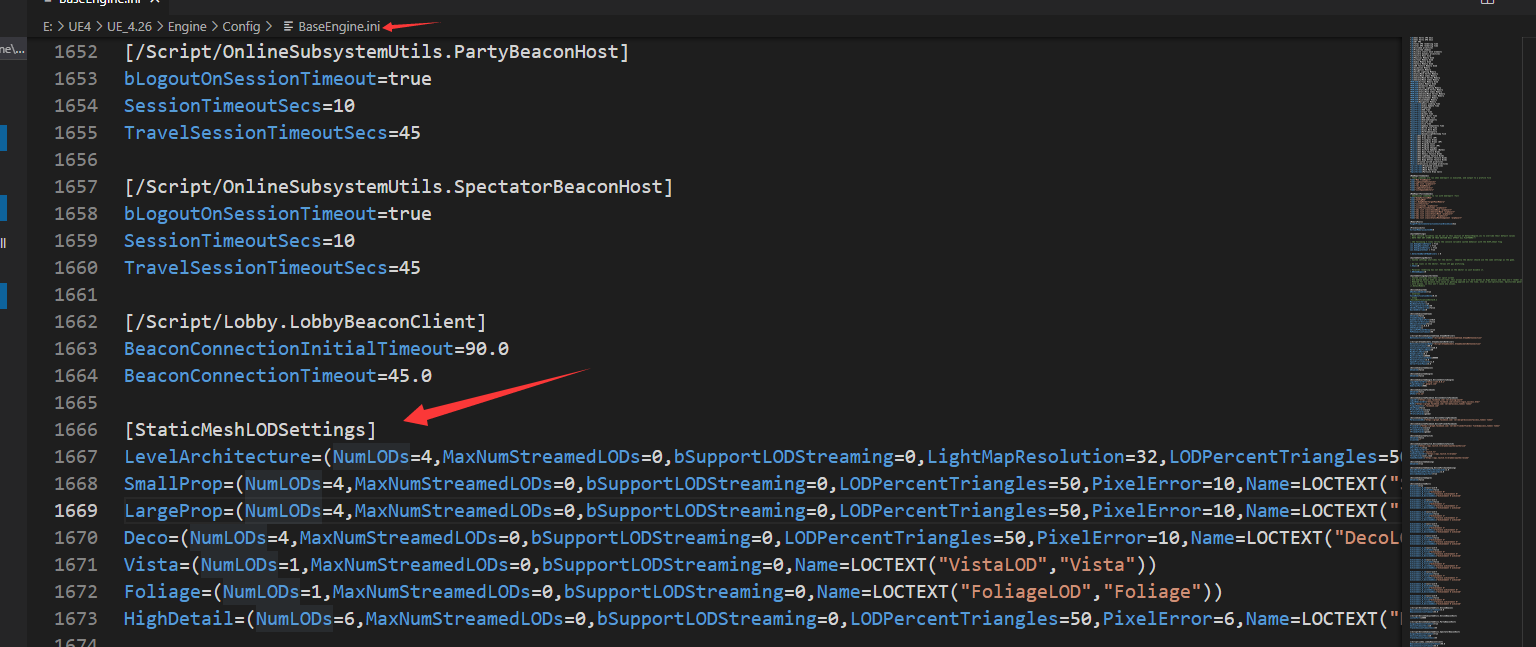 BaseEngine.ini
E: > UE4 > UE_4.26 > Engine > Config > BaseEngine.ini
ne\...
ll
1652 [/Script/OnlineSubsystemUtils.PartyBeaconHost]
1653 bLogoutOnSessionTimeout=true
1654 SessionTimeoutSecs=10
1655 TravelSessionTimeoutSecs=45
1656
1657 [/Script/OnlineSubsystemUtils.SpectatorBeaconHost]
1658 bLogoutOnSessionTimeout=true
1659 SessionTimeoutSecs=10
1660 TravelSessionTimeoutSecs=45
1661
1662 [/Script/Lobby.LobbyBeaconClient]
1663 BeaconConnectionInitialTimeout=90.0
1664 BeaconConnectionTimeout=45.0
1665
1666 [StaticMeshLODSettings]
1667 LevelArchitecture=(NumLODs=4,MaxNumStreamedLODs=0,bSupportLODStreaming=0,LightMapResolution=32,LODPercentTriangles=50
1668 SmallProp=(NumLODs=4,MaxNumStreamedLODs=0,bSupportLODStreaming=0,LODPercentTriangles=50,PixelError=10,Name=LOCTEXT("
1669 LargeProp=(NumLODs=4,MaxNumStreamedLODs=0,bSupportLODStreaming=0,LODPercentTriangles=50,PixelError=10,Name=LOCTEXT("
1670 Deco=(NumLODs=4,MaxNumStreamedLODs=0,bSupportLODStreaming=0,LODPercentTriangles=50,PixelError=10,Name=LOCTEXT("DecoLO
1671 Vista=(NumLODs=1,MaxNumStreamedLODs=0,bSupportLODStreaming=0,Name=LOCTEXT("VistaLOD","Vista"))
1672 Foliage=(NumLODs=1,MaxNumStreamedLODs=0,bSupportLODStreaming=0,Name=LOCTEXT("FoliageLOD","Foliage"))
1673 HighDetail=(NumLODs=6,MaxNumStreamedLODs=0,bSupportLODStreaming=0,LODPercentTriangles=50,PixelError=6,Name=LOCTEXT("
1674